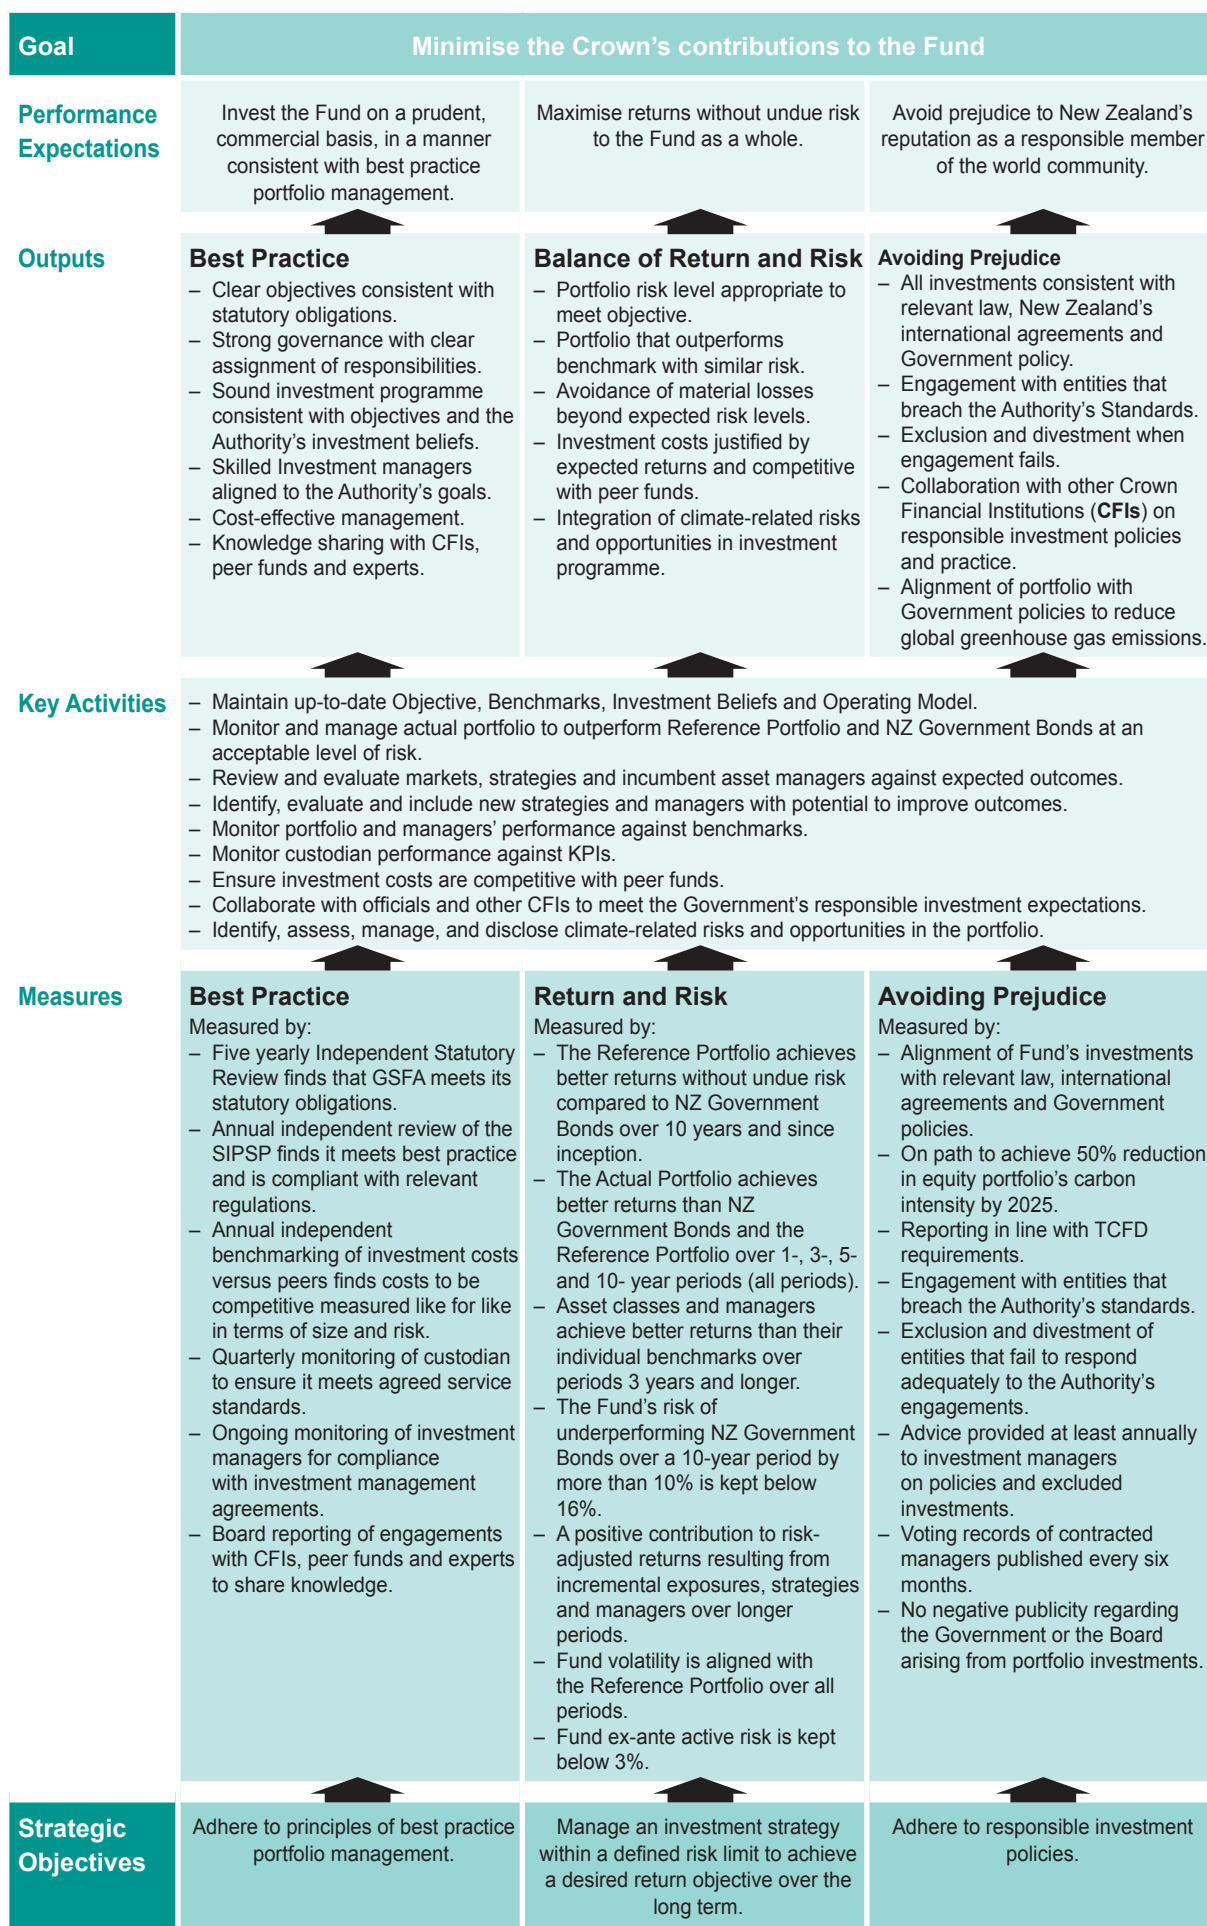 Goal
Minimise the Crown's contributions to the Fund
Performance
Expectations
Invest the Fund on a prudent,
commercial basis, in a manner
consistent with best practice
portfolio management.
Maximise returns without undue risk
to the Fund as a whole.
Avoid prejudice to New Zealand's
reputation as a responsible member
of the world community.
Outputs
Best Practice
– Clear objectives consistent with
statutory obligations.
– Strong governance with clear
assignment of responsibilities.
– Sound investment programme
consistent with objectives and the
Authority's investment beliefs.
– Skilled Investment managers
aligned to the Authority's goals.
– Cost-effective management.
– Knowledge sharing with CFIs,
peer funds and experts.
Balance of Return and Risk
– Portfolio risk level appropriate to
meet objective.
– Portfolio that outperforms
benchmark with similar risk.
– Avoidance of material losses
beyond expected risk levels.
– Investment costs justified by
expected returns and competitive
with peer funds.
– Integration of climate-related risks
and opportunities in investment
programme.
Avoiding Prejudice
– All investments consistent with
relevant law, New Zealand's
international agreements and
Government policy.
– Engagement with entities that
breach the Authority's Standards.
– Exclusion and divestment when
engagement fails.
– Collaboration with other Crown
Financial Institutions (CFIs) on
responsible investment policies
and practice.
– Alignment of portfolio with
Government policies to reduce
global greenhouse gas emissions.
Key Activities
– Maintain up-to-date Objective, Benchmarks, Investment Beliefs and Operating Model.
– Monitor and manage actual portfolio to outperform Reference Portfolio and NZ Government Bonds at an
acceptable level of risk.
– Review and evaluate markets, strategies and incumbent asset managers against expected outcomes.
– Identify, evaluate and include new strategies and managers with potential to improve outcomes.
– Monitor portfolio and managers' performance against benchmarks.
– Monitor custodian performance against KPIs.
– Ensure investment costs are competitive with peer funds.
– Collaborate with officials and other CFIs to meet the Government's responsible investment expectations.
– Identify, assess, manage, and disclose climate-related risks and opportunities in the portfolio.
Measures
Best Practice
Measured by:
– Five yearly Independent Statutory
Review finds that GSFA meets its
statutory obligations.
– Annual independent review of the
SIPSP finds it meets best practice
and is compliant with relevant
regulations.
– Annual independent
benchmarking of investment costs
versus peers finds costs to be
competitive measured like for like
in terms of size and risk.
– Quarterly monitoring of custodian
to ensure it meets agreed service
standards.
– Ongoing monitoring of investment
managers for compliance
with investment management
agreements.
– Board reporting of engagements
with CFIs, peer funds and experts
to share knowledge.
Return and Risk
Measured by:
– The Reference Portfolio achieves
better returns without undue risk
compared to NZ Government
Bonds over 10 years and since
inception.
– The Actual Portfolio achieves
better returns than NZ
Government Bonds and the
Reference Portfolio over 1-, 3-, 5-
and 10- year periods (all periods).
– Asset classes and managers
achieve better returns than their
individual benchmarks over
periods 3 years and longer.
– The Fund's risk of
underperforming NZ Government
Bonds over a 10-year period by
more than 10% is kept below
16%.
– A positive contribution to risk-
adjusted returns resulting from
incremental exposures, strategies
and managers over longer
periods.
– Fund volatility is aligned with
the Reference Portfolio over all
periods.
– Fund ex-ante active risk is kept
below 3%.
Avoiding Prejudice
Measured by:
– Alignment of Fund's investments
with relevant law, international
agreements and Government
policies.
– On path to achieve 50% reduction
in equity portfolio's carbon
intensity by 2025.
– Reporting in line with TCFD
requirements.
– Engagement with entities that
breach the Authority's standards.
– Exclusion and divestment of
entities that fail to respond
adequately to the Authority's
engagements.
– Advice provided at least annually
to investment managers
on policies and excluded
investments.
– Voting records of contracted
managers published every six
months.
– No negative publicity regarding
the Government or the Board
arising from portfolio investments.
Strategic
Objectives
Adhere to principles of best practice
portfolio management.
Manage an investment strategy
within a defined risk limit to achieve
a desired return objective over the
long term.
Adhere to responsible investment
policies.